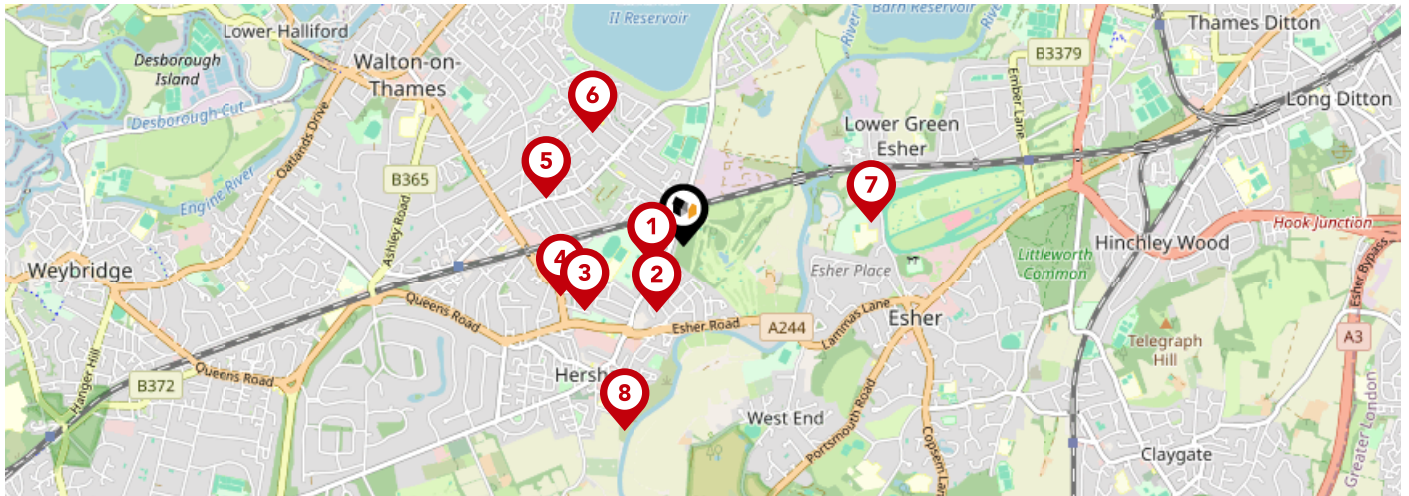 II Reservoir
Barn Reservoir
River
River
Lower Halliford
Thames Ditton
Desborough
Island
Walton-on-
Thames
B3379
6
Long Ditton
Desborough Cut
Ember Lane
Lower Green
Esher
Oatlands Drive
5
B365
7
Engine River
1
Hook Junction
Ashley Road
Hinchley Wood
4
3
2
Weybridge
Esher Place
Littleworth
Common
Esher Bypass
Queens Road
Esher Road
A244
Lammas Lane
Esher
A3
Telegraph
Hill
Hanger Hill
B372
Queens Road
Hersh
8
West End
Portsmouth Road
Copsem Lane
Claygate
Greater London